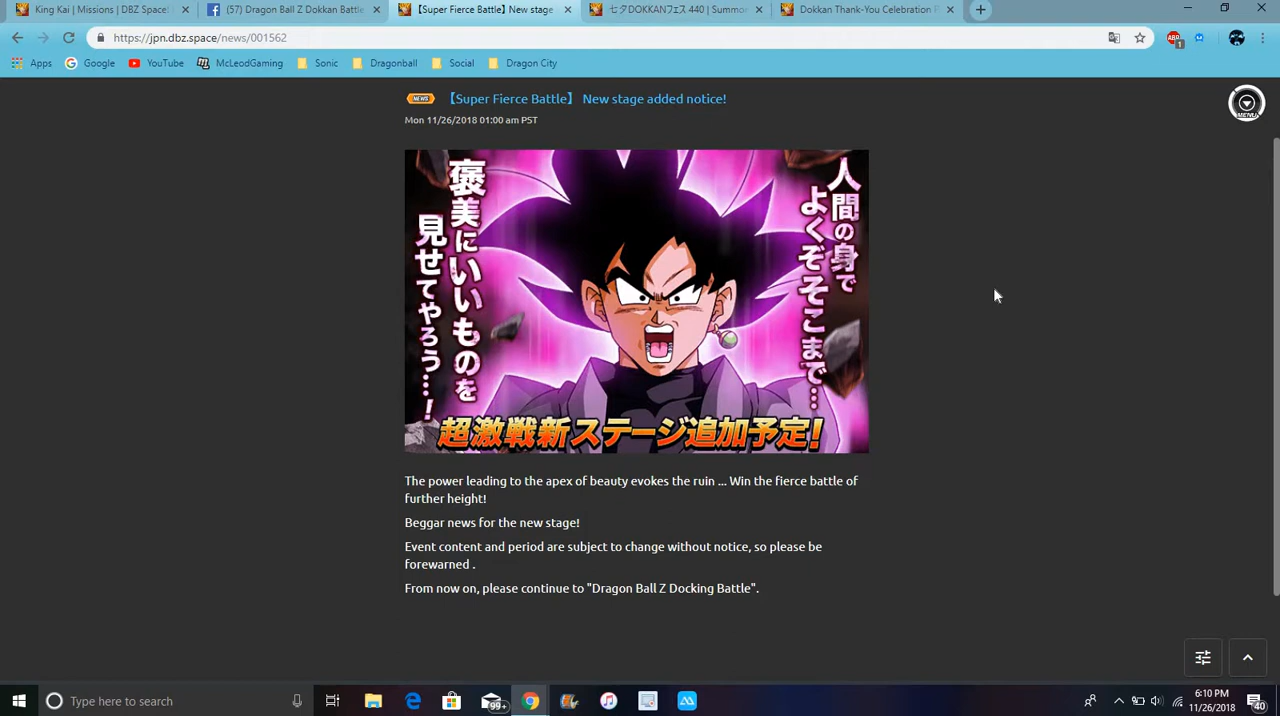 King Kai | Missions | DBZ Space!
(57) Dragon Ball Z Dokkan Battle
【Super Fierce Battle】 New stage
七夕DOKKANフェス 440 | Summon
Dokkan Thank-You Celebration
https://jpn.dbz.space/news/001562
ABP
1
Apps
Google
YouTube
McLeodGaming
Sonic
Dragonball
Social
Dragon City
NEWS
【Super Fierce Battle】 New stage added notice!
MENU
Mon 11/26/2018 01:00 am PST
人間の身で
よくぞそこまで…
褒美にいいものを
見せてやろう…！
超激戦新ステージ追加予定!
The power leading to the apex of beauty evokes the ruin ... Win the fierce battle of
further height!
Beggar news for the new stage!
Event content and period are subject to change without notice, so please be
forewarned .
From now on, please continue to "Dragon Ball Z Docking Battle".
Type here to search
99+
6:10 PM
11/26/2018
40